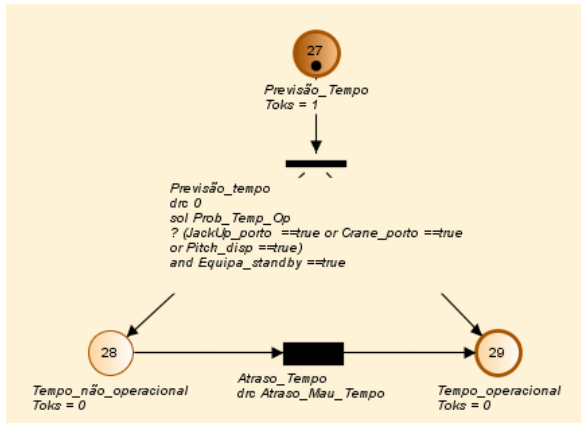 27
Previsão_Tempo
Toks = 1
Previsão_tempo
drc 0
sol Prob_Temp_Op
? (JackUp_porto ==true or Crane_porto ==true
or Pitch_disp ==true)
and Equipa_standby ==true
28
29
Tempo_não_operacional
Toks = 0
Atraso_Tempo
drc Atraso_Mau_Tempo
Tempo_operacional
Toks = 0